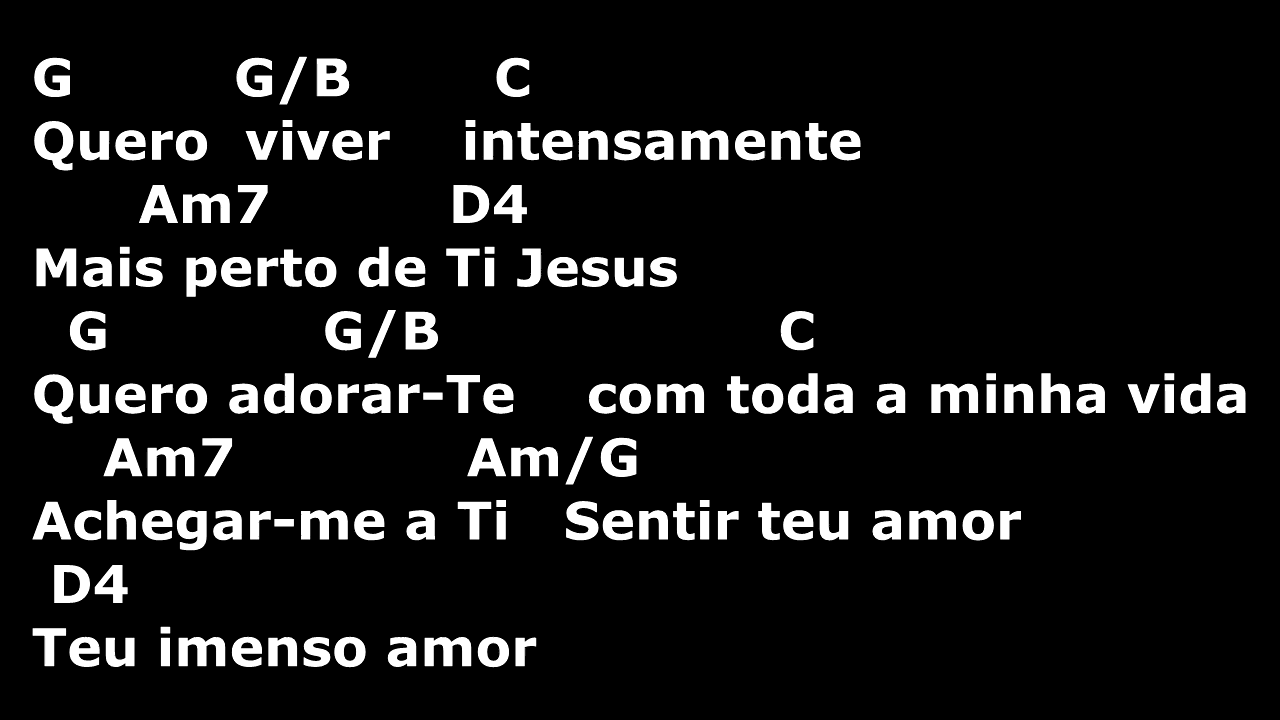 G G/B C
Quero viver intensamente
Am7 D4
Mais perto de Ti Jesus
G G/B C
Quero adorar-Te com toda a minha vida
Am7 Am/G
Achegar-me a Ti Sentir teu amor
D4
Teu imenso amor